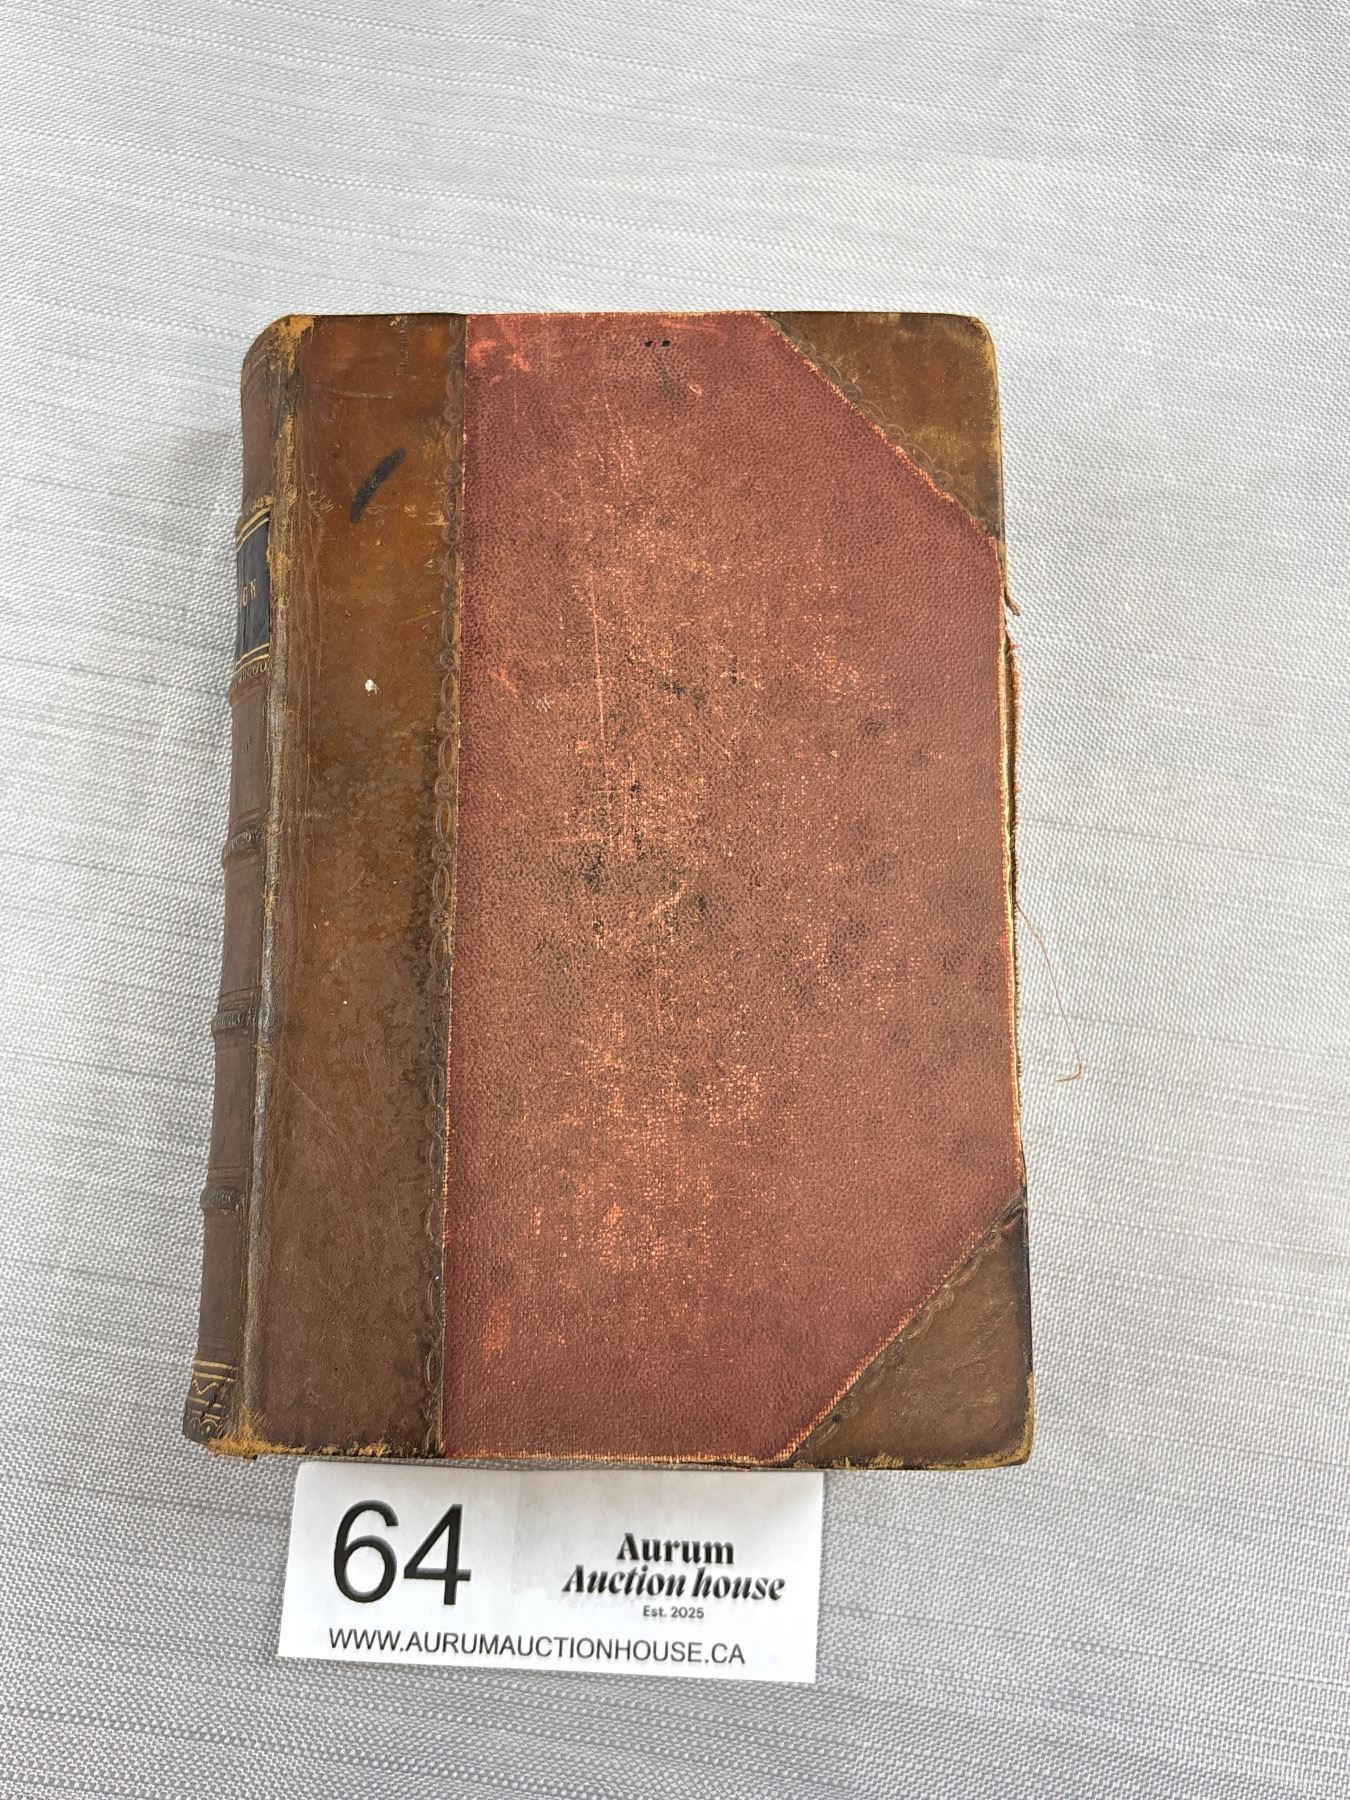 64
Aurum
Auction house
Est. 2025
WWW.AURUMAUCTIONHOUSE.CA